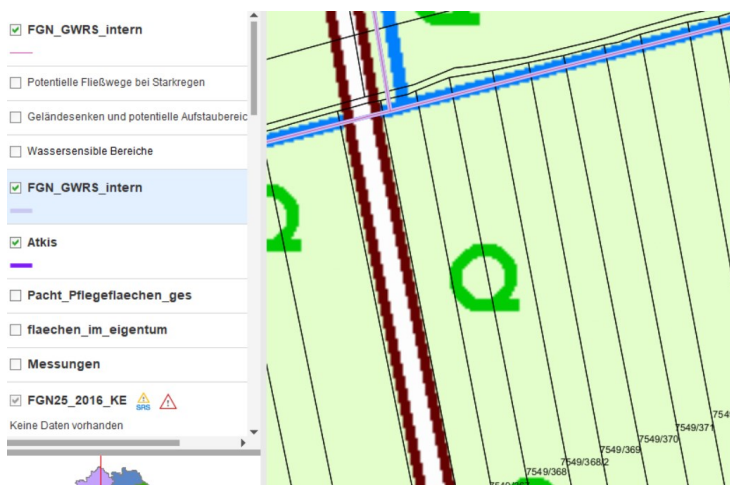 FGN_GWRS_intern
Potentielle Fließwege bei Starkregen
Geländesenken und potentielle Aufstaubereic
Wassersensible Bereiche
FGN_GWRS_intern
Atkis
Pacht_Pflegeflaechen_ges
flaechen_im_eigentum
Messungen
FGN25_2016_KE
SRS
Keine Daten vorhanden
7549/371
7549/370
7549/369
7549/368/2
7549/368